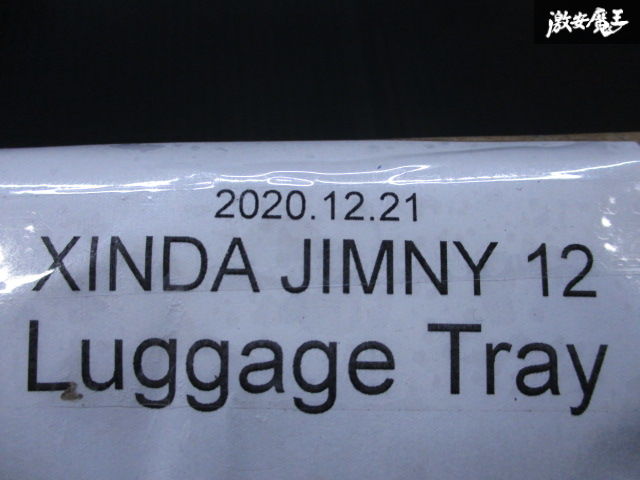 激安魔王
2020.12.21
XINDA JIMNY 12
Luggage Tray